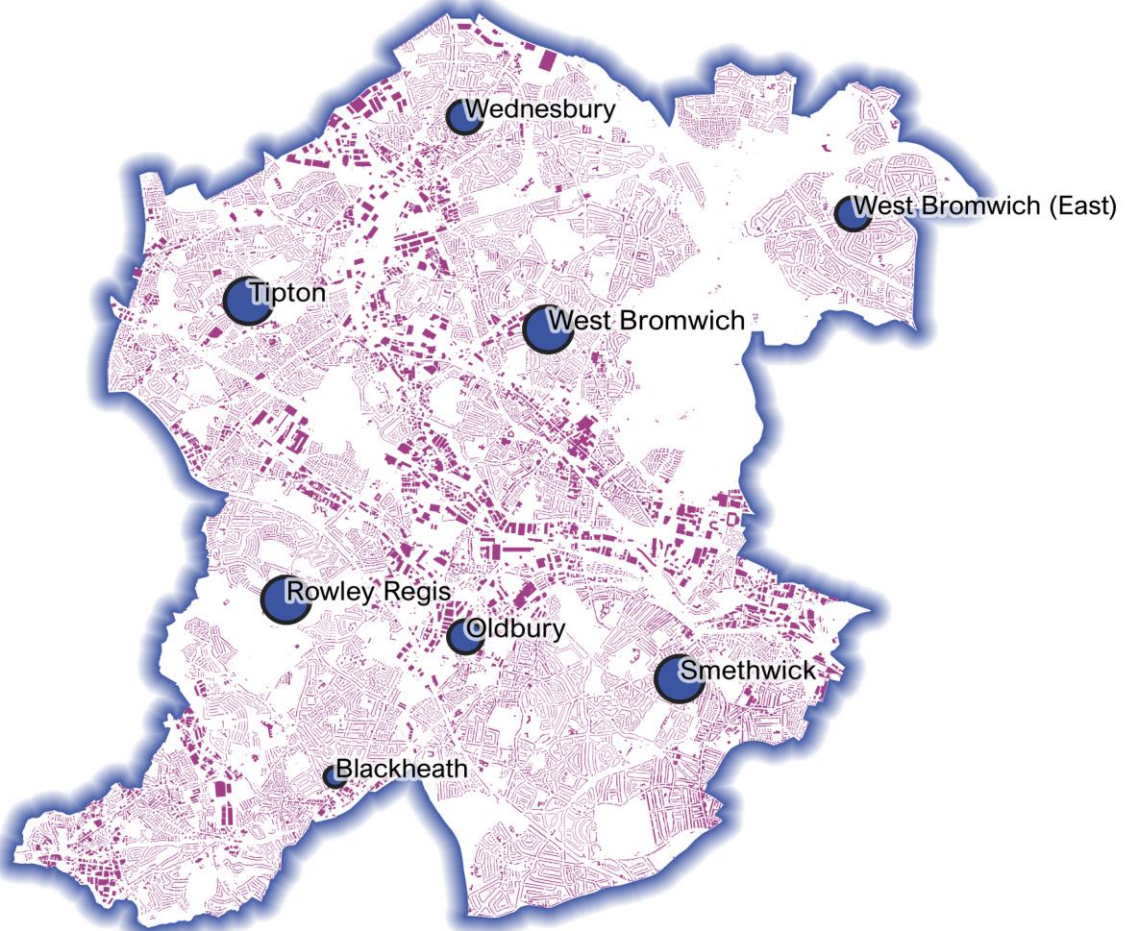 Wednesbury
West Bromwich (East)
Tipton
West Bromwich
Rowley Regis
Oldbury
Smethwick
Blackheath